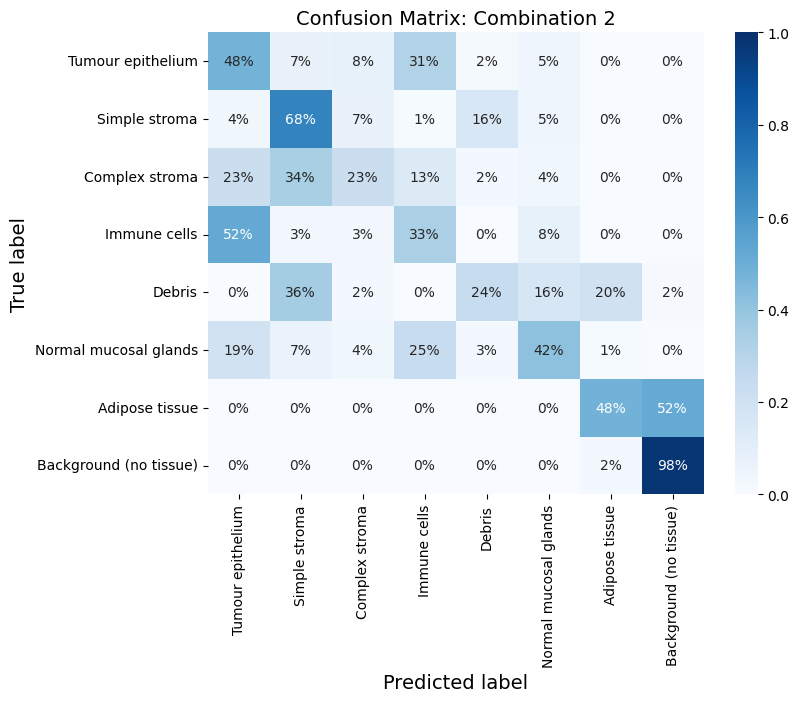 Confusion Matrix: Combination 2
True label
Tumour epithelium 48% 7% 8% 31% 2% 5% 0% 0%
Simple stroma 4% 68% 7% 1% 16% 5% 0% 0%
Complex stroma 23% 34% 23% 13% 2% 4% 0% 0%
Immune cells 52% 3% 3% 33% 0% 8% 0% 0%
Debris 0% 36% 2% 0% 24% 16% 20% 2%
Normal mucosal glands 19% 7% 4% 25% 3% 42% 1% 0%
Adipose tissue 0% 0% 0% 0% 0% 0% 48% 52%
Background (no tissue) 0% 0% 0% 0% 0% 0% 2% 98%
Tumour epithelium
Simple stroma
Complex stroma
Immune cells
Debris
Normal mucosal glands
Adipose tissue
Background (no tissue)
Predicted label
1.0
0.8
0.6
0.4
0.2
0.0